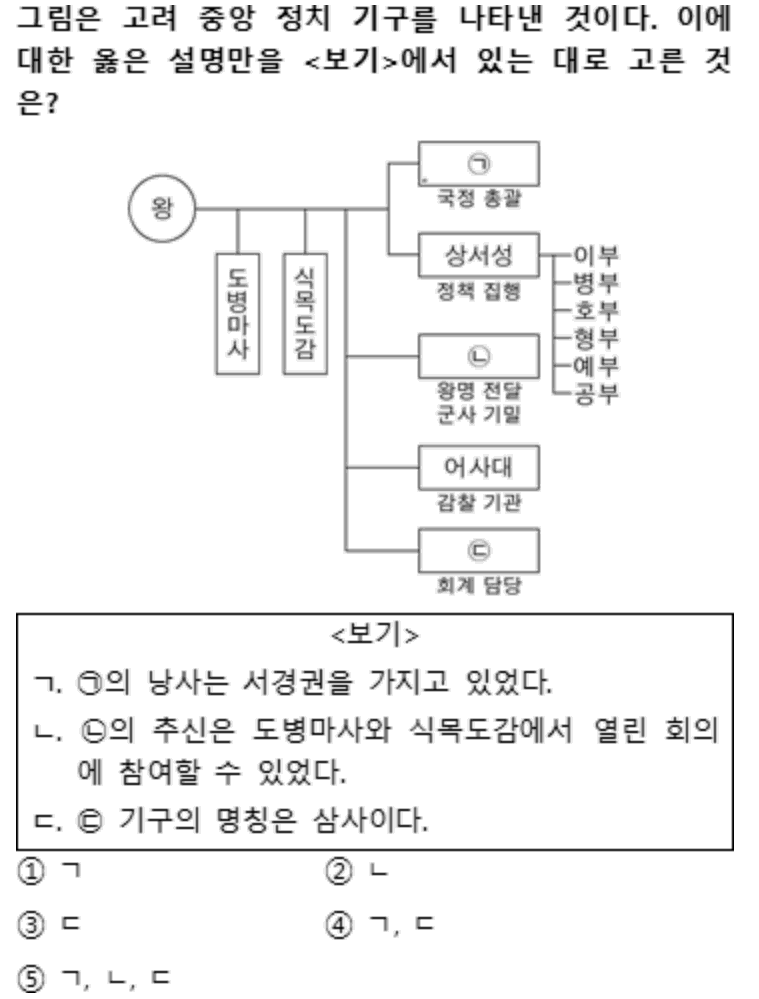 그림은 고려 중앙 정치 기구를 나타낸 것이다. 이에
대한 옳은 설명만을 <보기>에서 있는 대로 고른 것
은?
왕
도병마사
식목도감
㉠
국정 총괄
상서성
정책 집행
이부
병부
호부
형부
예부
공부
㉡
왕명 전달
군사 기밀
어사대
감찰 기관
㉢
회계 담당
<보기>
ㄱ. ㉠의 낭사는 서경권을 가지고 있었다.
ㄴ. ㉡의 추신은 도병마사와 식목도감에서 열린 회의
에 참여할 수 있었다.
ㄷ. ㉢ 기구의 명칭은 삼사이다.
① ㄱ ② ㄴ
③ ㄷ ④ ㄱ, ㄷ
⑤ ㄱ, ㄴ, ㄷ